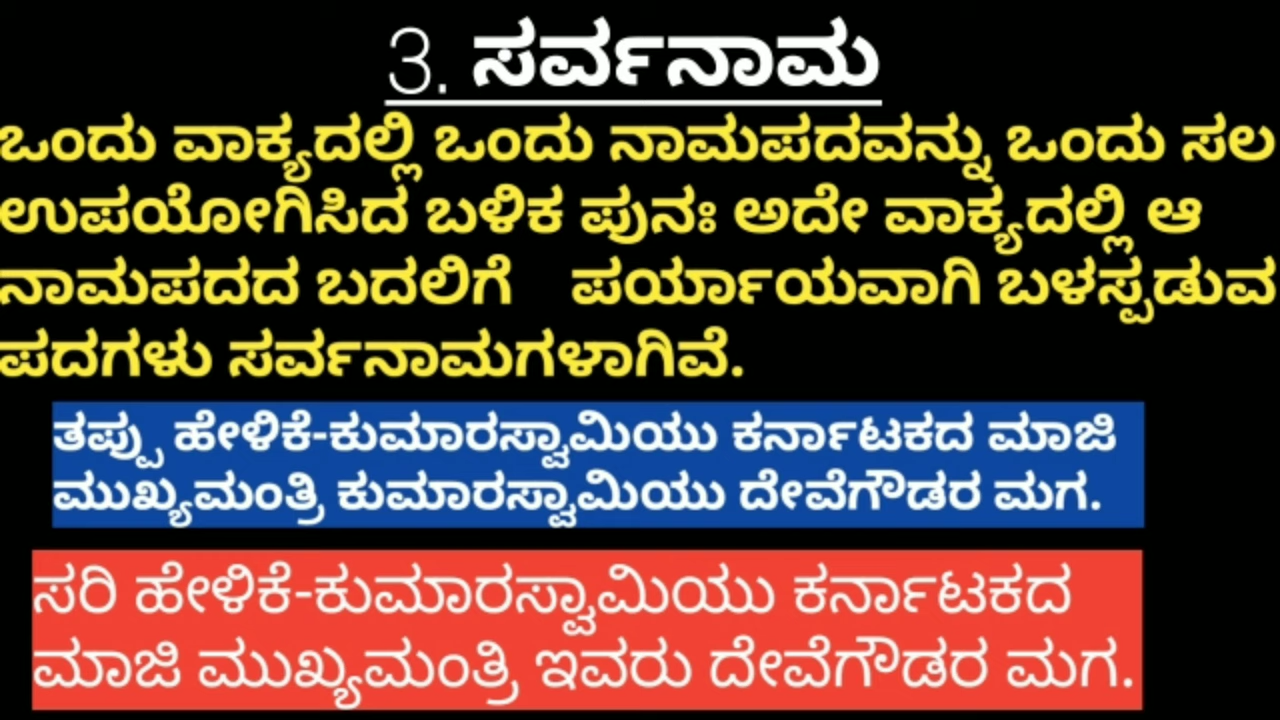 3. ಸರ್ವನಾಮ
ಒಂದು ವಾಕ್ಯದಲ್ಲಿ ಒಂದು ನಾಮಪದವನ್ನು ಒಂದು ಸಲ
ಉಪಯೋಗಿಸಿದ ಬಳಿಕ ಪುನಃ ಅದೇ ವಾಕ್ಯದಲ್ಲಿ ಆ
ನಾಮಪದದ ಬದಲಿಗೆ ಪರ್ಯಾಯವಾಗಿ ಬಳಸ್ಪಡುವ
ಪದಗಳು ಸರ್ವನಾಮಗಳಾಗಿವೆ.
ತಪ್ಪು ಹೇಳಿಕೆ-ಕುಮಾರಸ್ವಾಮಿಯು ಕರ್ನಾಟಕದ ಮಾಜಿ
ಮುಖ್ಯಮಂತ್ರಿ ಕುಮಾರಸ್ವಾಮಿಯು ದೇವೆಗೌಡರ ಮಗ.
ಸರಿ ಹೇಳಿಕೆ-ಕುಮಾರಸ್ವಾಮಿಯು ಕರ್ನಾಟಕದ
ಮಾಜಿ ಮುಖ್ಯಮಂತ್ರಿ ಇವರು ದೇವೆಗೌಡರ ಮಗ.